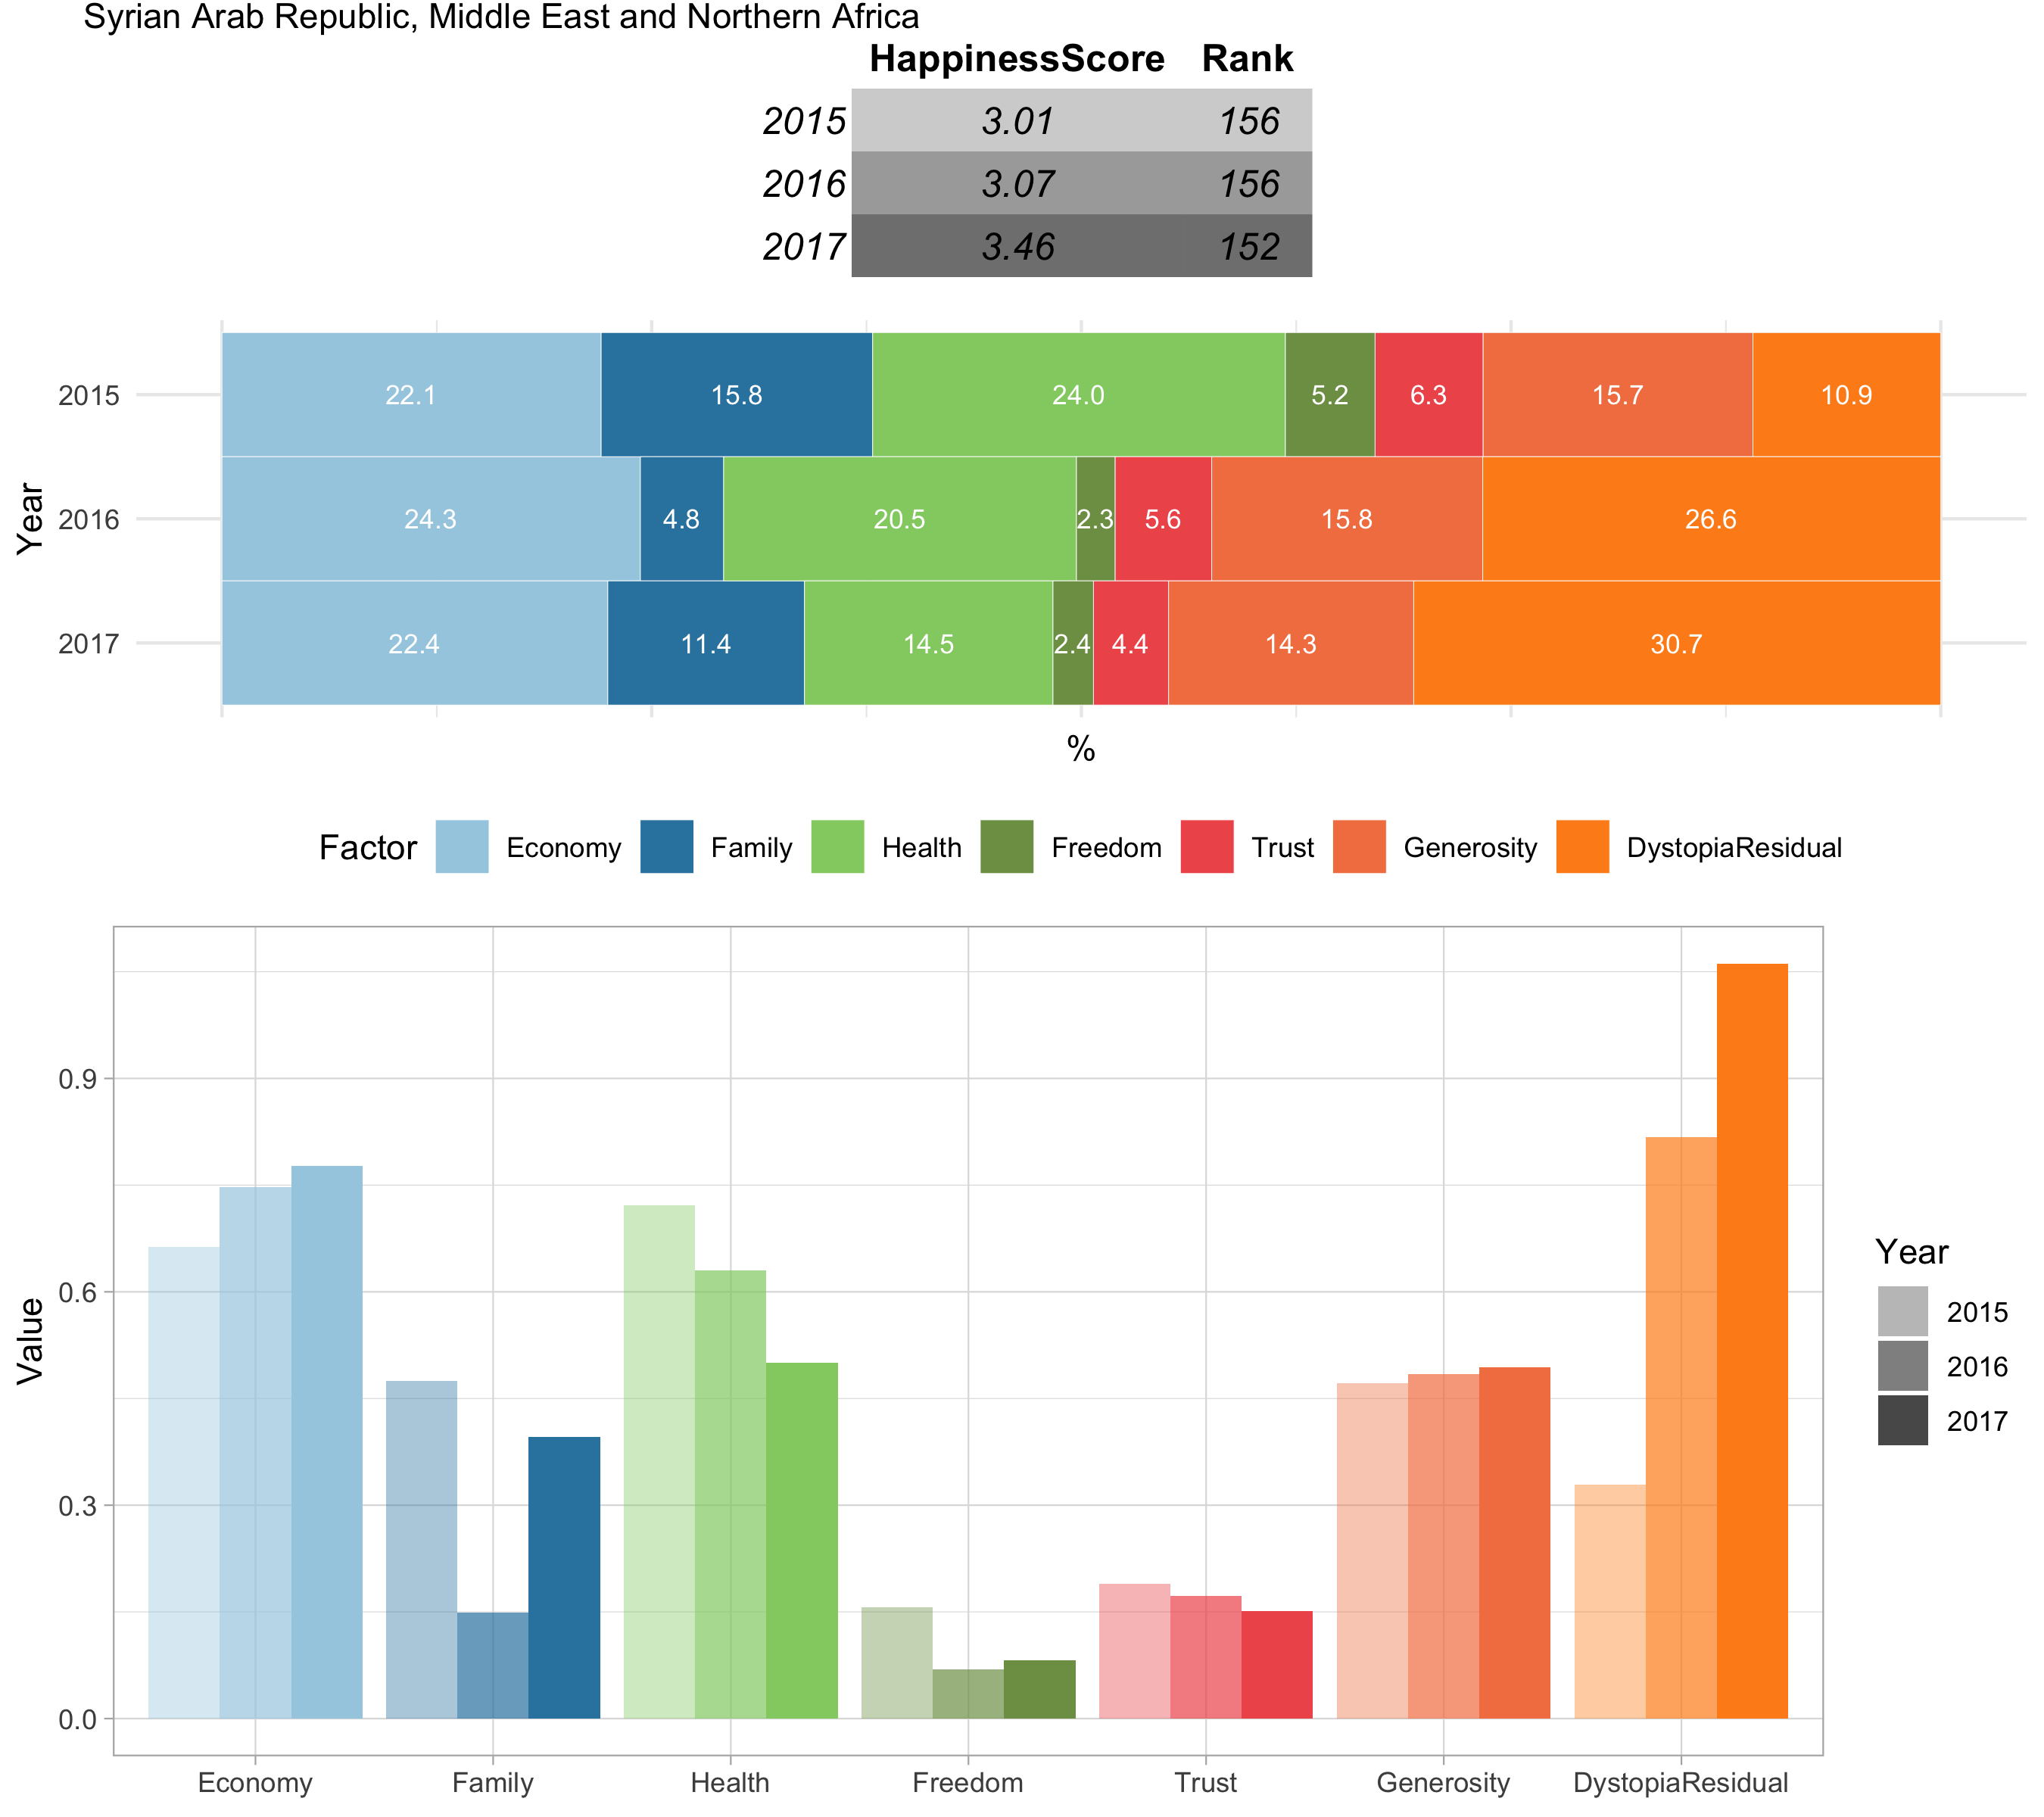 Syrian Arab Republic, Middle East and Northern Africa
HappinessScore Rank
2015 3.01 156
2016 3.07 156
2017 3.46 152
2015 22.1 15.8 24.0 5.2 6.3 15.7 10.9
Year
2016 24.3 4.8 20.5 2.3 5.6 15.8 26.6
2017 22.4 11.4 14.5 2.4 4.4 14.3 30.7
%
Factor Economy Family Health Freedom Trust Generosity DystopiaResidual
0.9
0.6
Value
0.3
0.0
Economy Family Health Freedom Trust Generosity DystopiaResidual
Year
2015
2016
2017